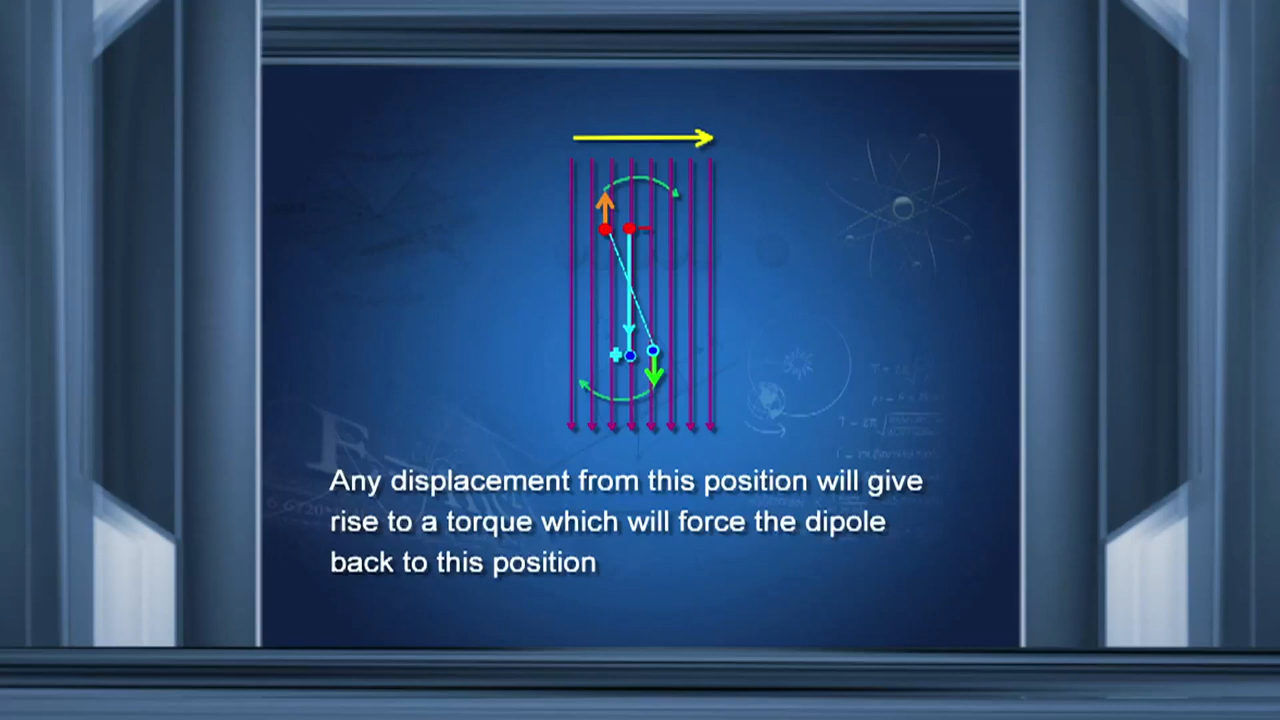 Any displacement from this position will give
rise to a torque which will force the dipole
back to this position